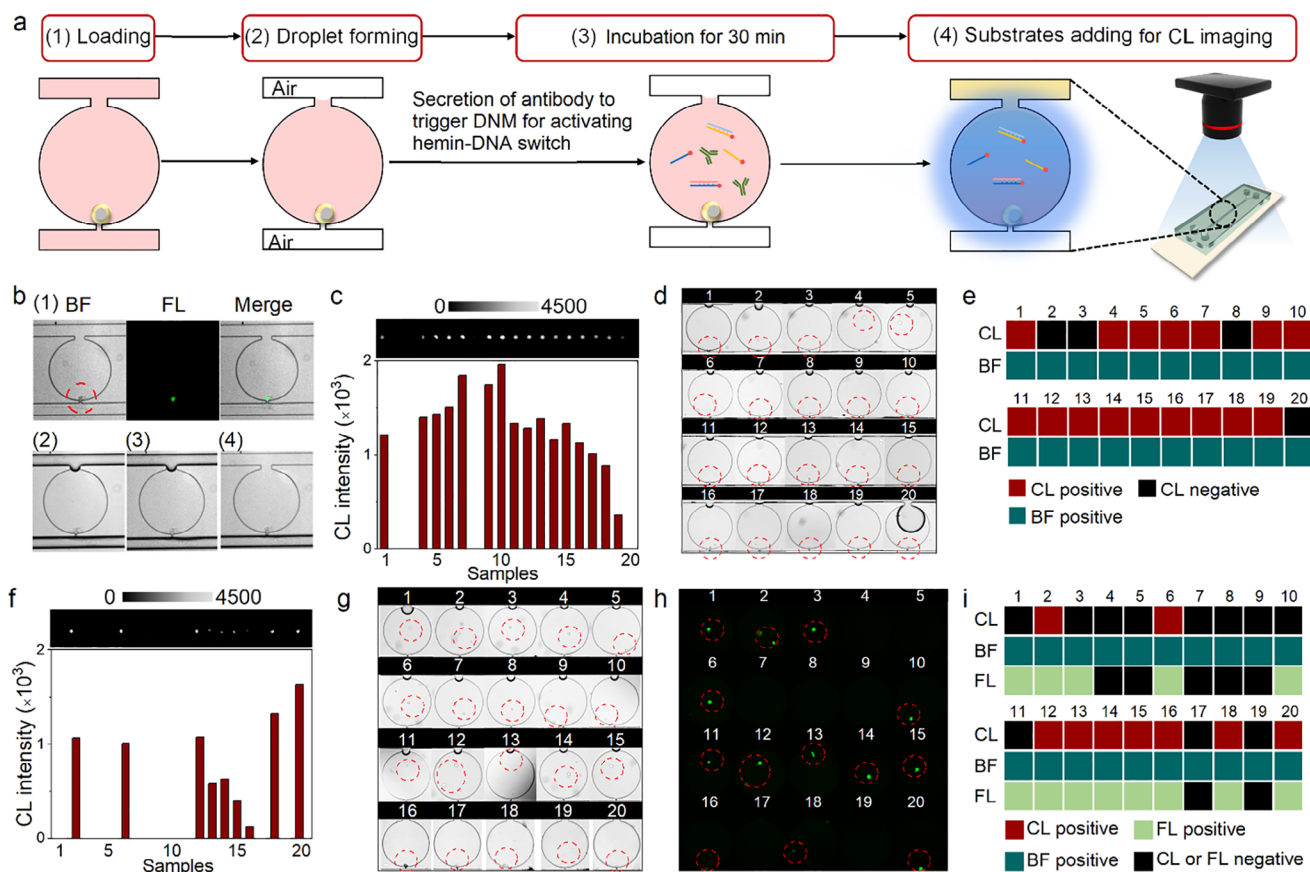 a
(1) Loading
(2) Droplet forming
(3) Incubation for 30 min
(4) Substrates adding for CL imaging
Air
Secretion of antibody to
trigger DNM for activating
hemin-DNA switch
Air
b
(1) BF FL Merge
(2) (3) (4)
c
0 4500
CL intensity (×10³)
2
1
0
1 10 15 20
Samples
d
1 2 3 4 5
6 7 8 9 10
11 12 13 14 15
16 17 18 19 20
e
1 2 3 4 5 6 7 8 9 10
CL
BF
11 12 13 14 15 16 17 18 19 20
CL
BF
CL positive CL negative
BF positive
f
0 4500
CL intensity (×10³)
2
1
0
1 5 10 15 20
Samples
g
1 2 3 4 5
6 7 8 9 10
11 12 13 14 15
16 17 18 19 20
h
1 2 3 4 5
6 7 8 9 10
11 12 13 14 15
16 17 18 19 20
i
1 2 3 4 5 6 7 8 9 10
CL
BF
FL
11 12 13 14 15 16 17 18 19 20
CL
BF
FL
CL positive FL positive
BF positive CL or FL negative